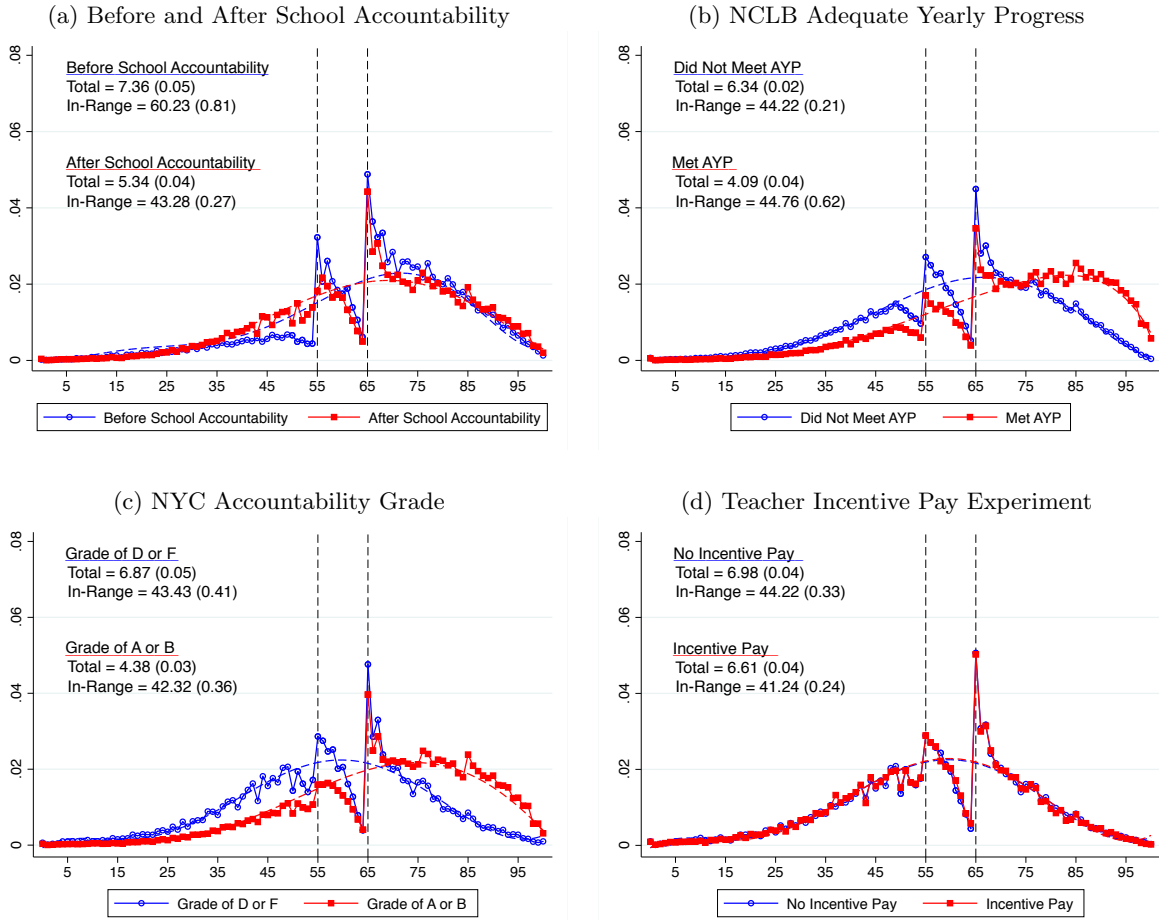 (a) Before and After School Accountability
.08
.06
.04
.02
0
Before School Accountability
Total = 7.36 (0.05)
In-Range = 60.23 (0.81)
After School Accountability
Total = 5.34 (0.04)
In-Range = 43.28 (0.27)
5 15 25 35 45 55 65 75 85 95
Before School Accountability After School Accountability
(b) NCLB Adequate Yearly Progress
.08
.06
.04
.02
0
Did Not Meet AYP
Total = 6.34 (0.02)
In-Range = 44.22 (0.21)
Met AYP
Total = 4.09 (0.04)
In-Range = 44.76 (0.62)
5 15 25 35 45 55 65 75 85 95
Did Not Meet AYP Met AYP
(c) NYC Accountability Grade
.08
.06
.04
.02
0
Grade of D or F
Total = 6.87 (0.05)
In-Range = 43.43 (0.41)
Grade of A or B
Total = 4.38 (0.03)
In-Range = 42.32 (0.36)
5 15 25 35 45 55 65 75 85 95
Grade of D or F Grade of A or B
(d) Teacher Incentive Pay Experiment
.08
.06
.04
.02
0
No Incentive Pay
Total = 6.98 (0.04)
In-Range = 44.22 (0.33)
Incentive Pay
Total = 6.61 (0.04)
In-Range = 41.24 (0.24)
5 15 25 35 45 55 65 75 85 95
No Incentive Pay Incentive Pay